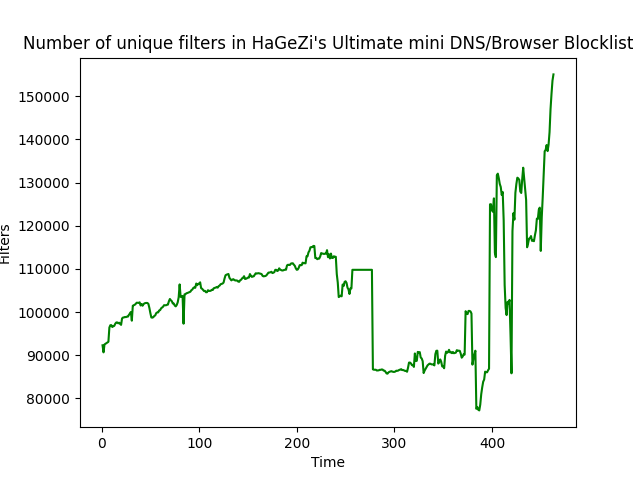 Number of unique filters in HaGeZi's Ultimate mini DNS/Browser Blocklist
150000
140000
130000
120000
110000
100000
90000
80000
Filters
0 100 200 300 400
Time